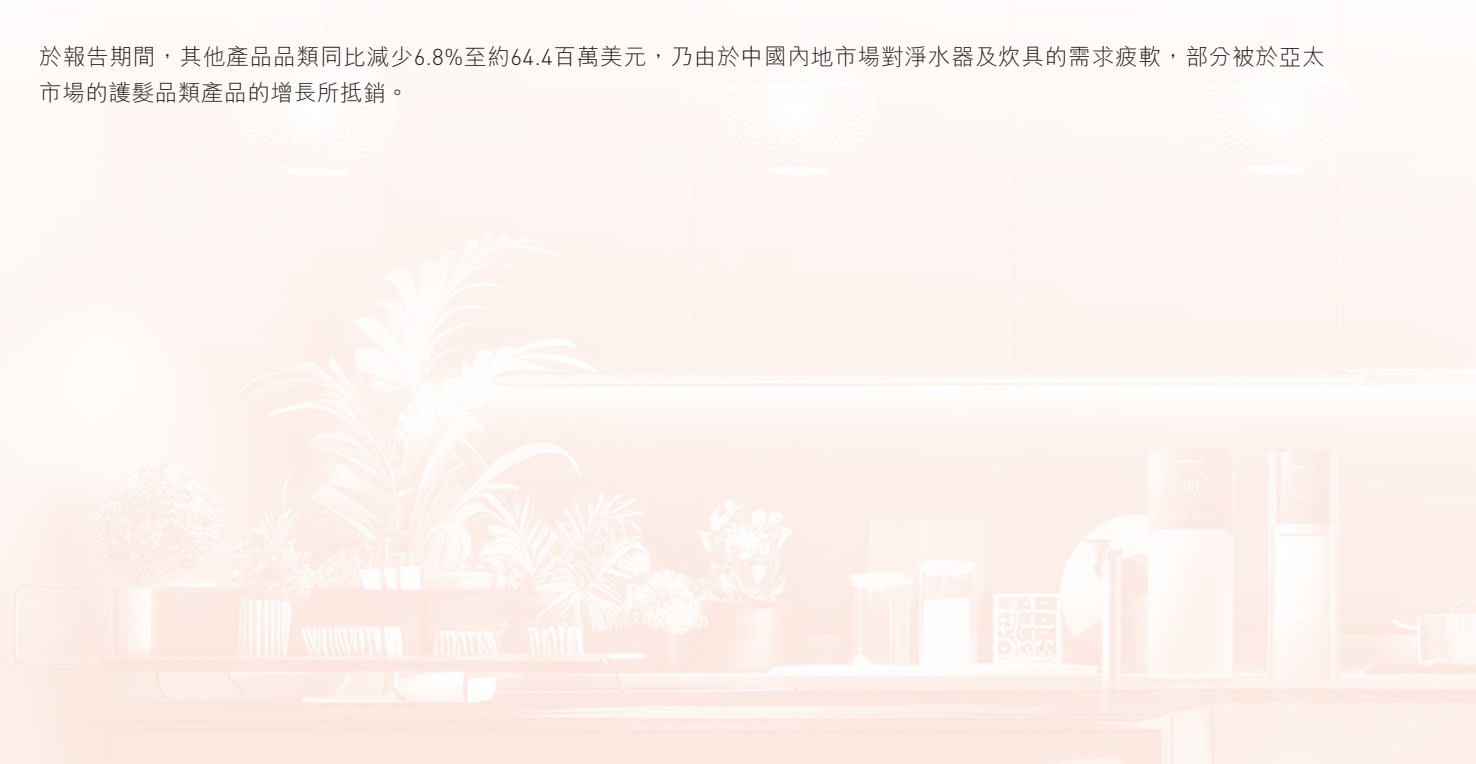 於報告期間，其他產品品類同比減少6.8%至約64.4百萬美元，乃由於中國內地市場對淨水器及炊具的需求疲軟，部分被於亞太
市場的護髮品類產品的增長所抵銷。
100